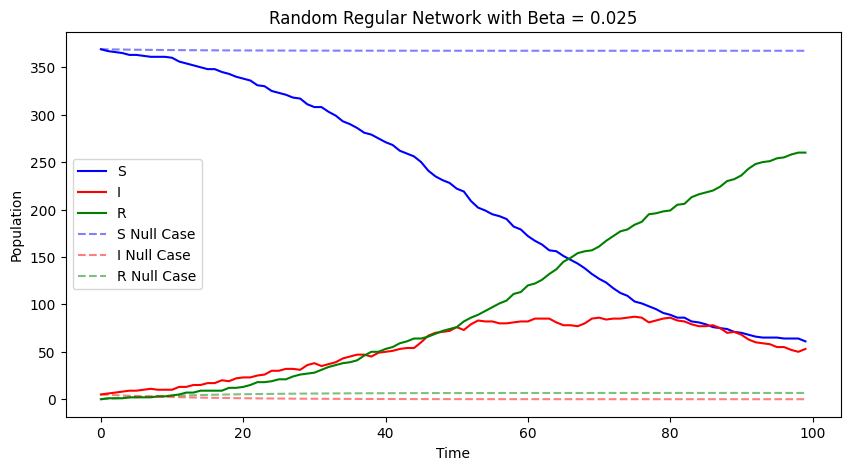 Random Regular Network with Beta = 0.025
Population
350
300
250
200
150
100
50
0
S
I
R
S Null Case
I Null Case
R Null Case
0 20 40 60 80 100
Time